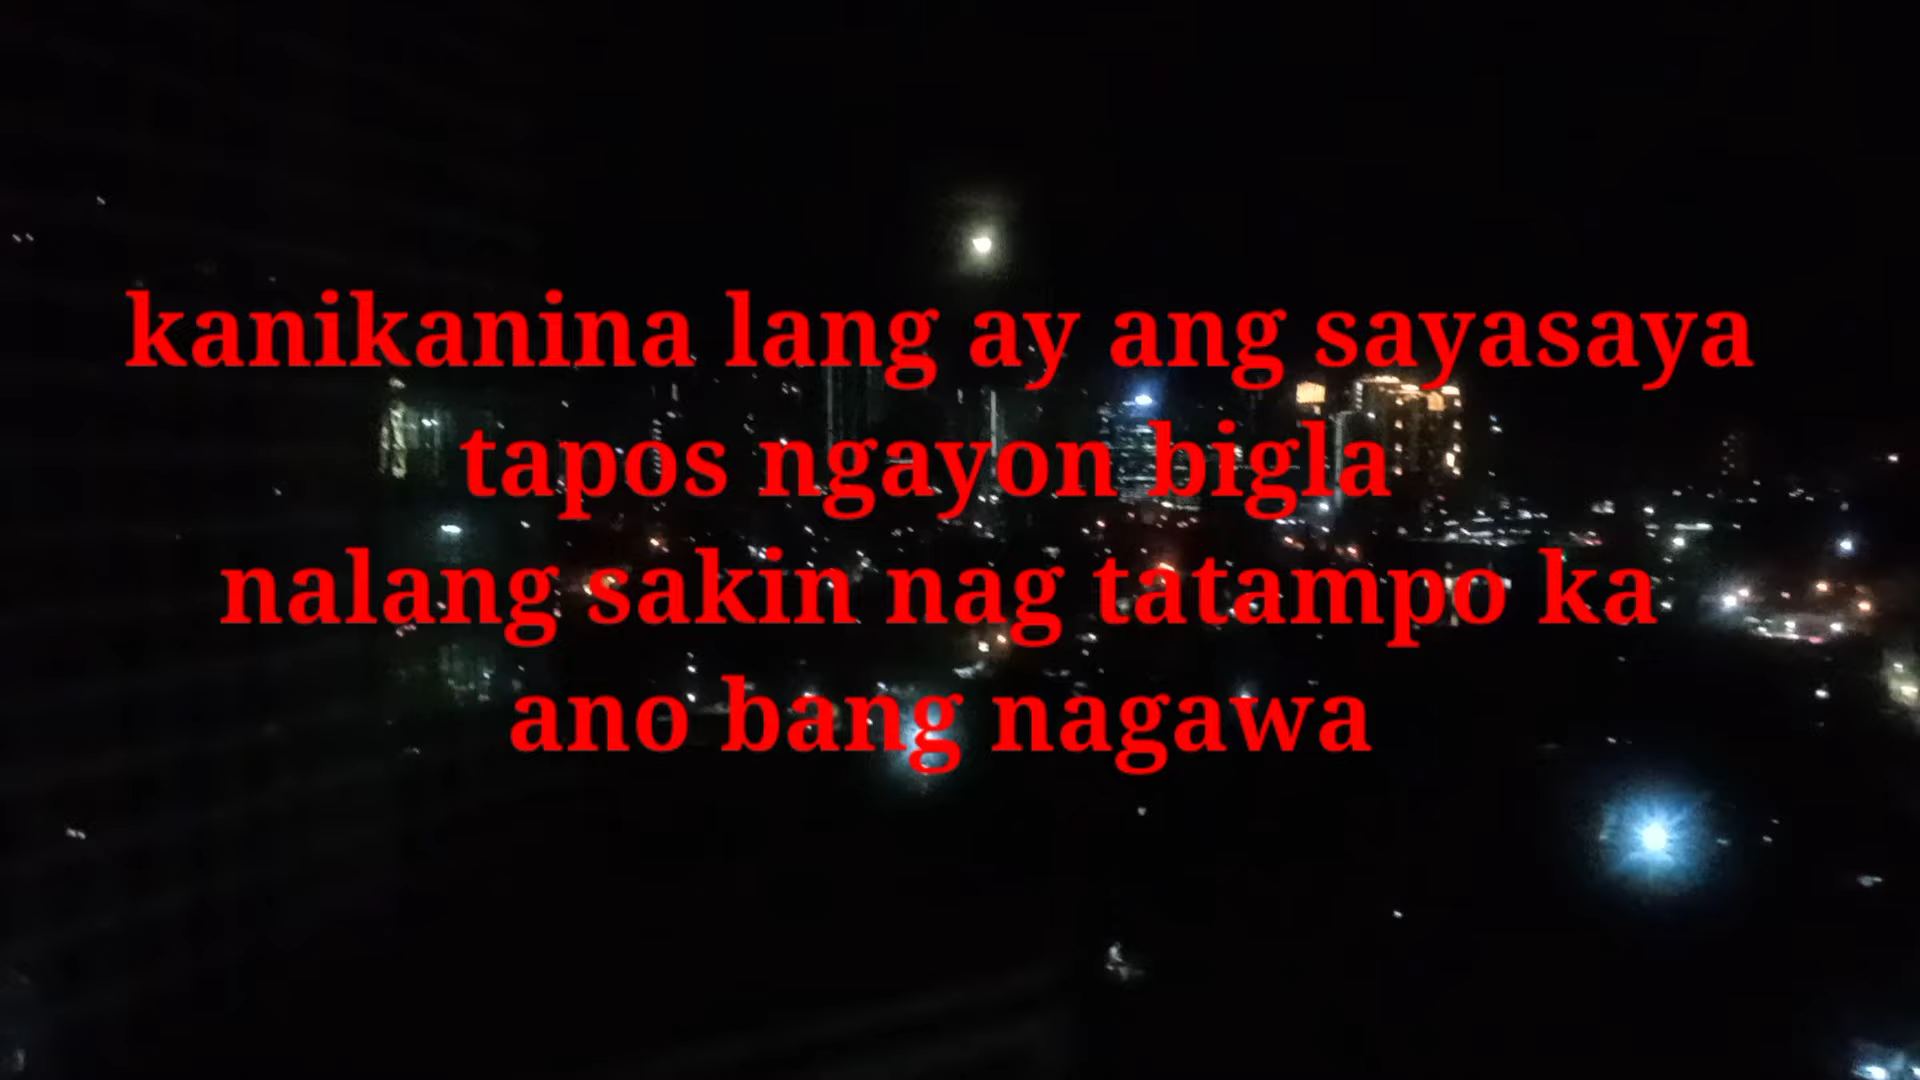 kanikanina lang ay ang sayasaya
tapos ngayon bigla
nalang sakin nag tatampo ka
ano bang nagawa